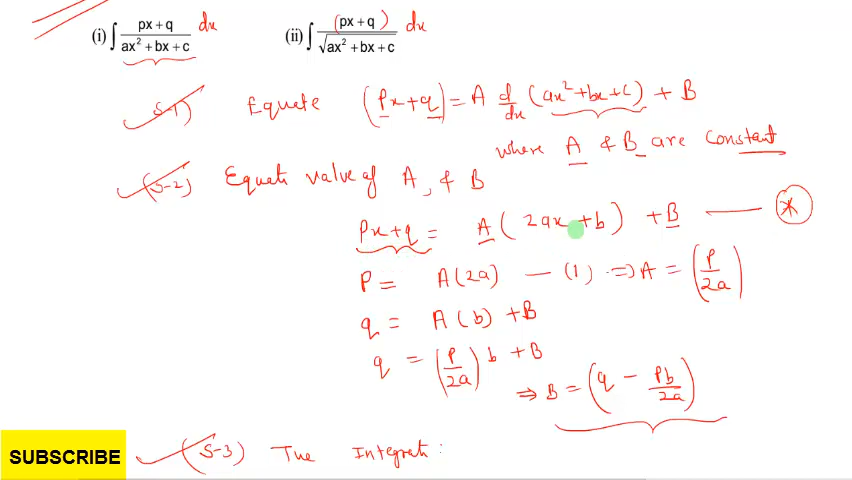 (i) ∫ px + q / ax² + bx + c dx (ii) ∫ (px + q) / √ax² + bx + c dx
S-1) Equate (px+q) = A d/dx (ax²+bx+c) + B
where A & B are constant
(S-2) Equate value of A, & B
px+q = A (2ax+b) + B —— *
p = A(2a) — (1) ⇒ A = (p/2a)
q = A(b) + B
q = (p/2a) b + B
⇒ B = (q - pb/2a)
(S-3) The Integrati
SUBSCRIBE